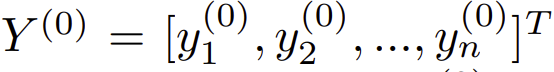 Y^{(0)} = [y_1^{(0)}, y_2^{(0)}, ..., y_n^{(0)}]^T